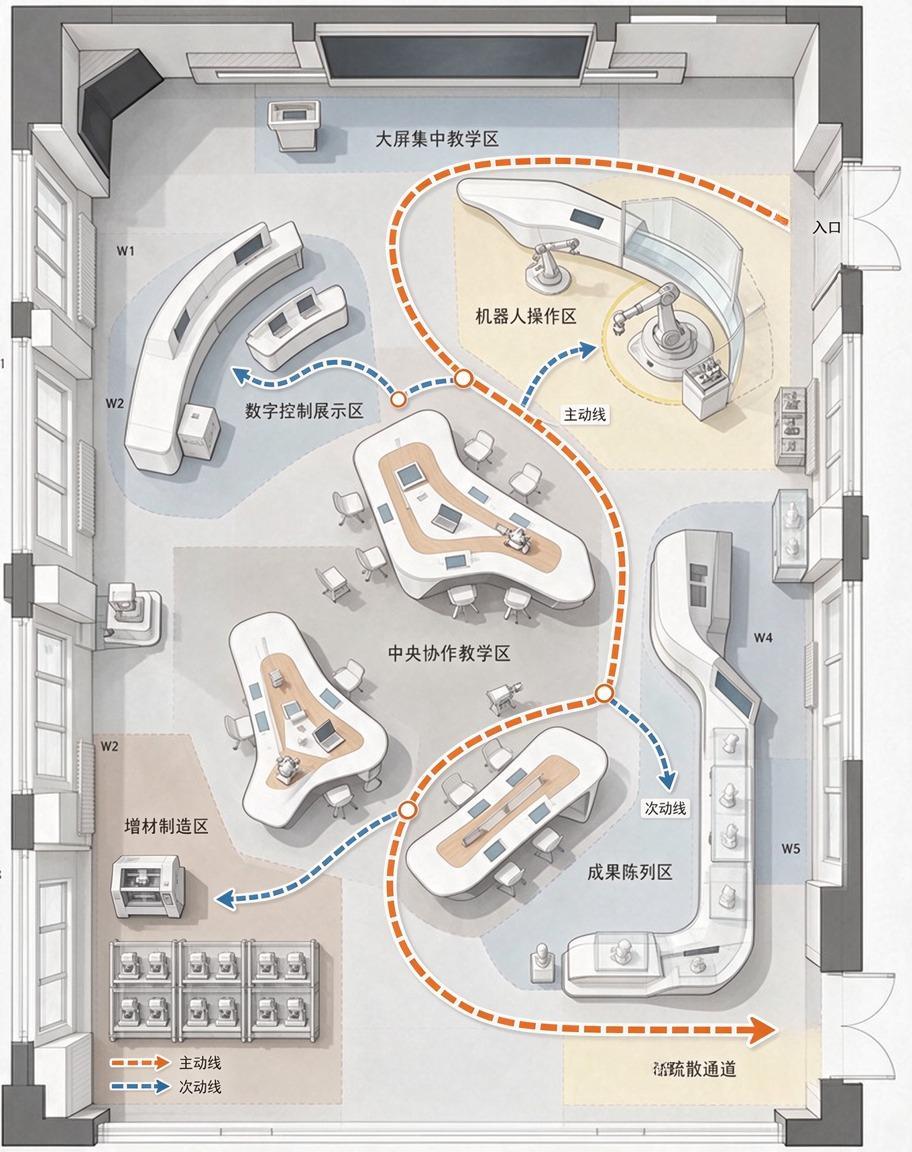 大屏集中教学区
入口
W1
机器人操作区
W2
数字控制展示区
主动线
中央协作教学区
W4
W2
次动线
增材制造区
W5
成果陈列区
主动线
疏散通道
次动线